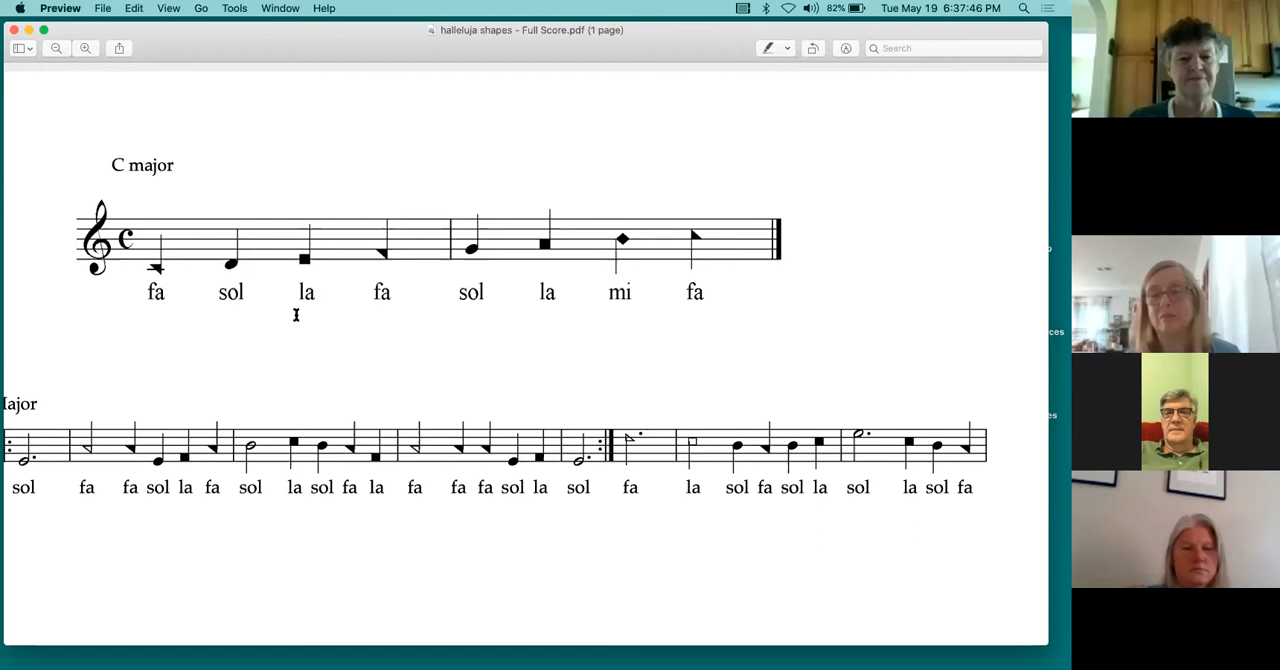 Preview File Edit View Go Tools Window Help 82% Tue May 19 6:37:46 PM
halleluja shapes - Full Score.pdf (1 page)
Search
C major
fa sol la fa sol la mi fa
ces
es
Major
sol fa fa sol la fa sol la sol fa la fa fa fa sol la sol fa la sol fa sol la sol la sol fa